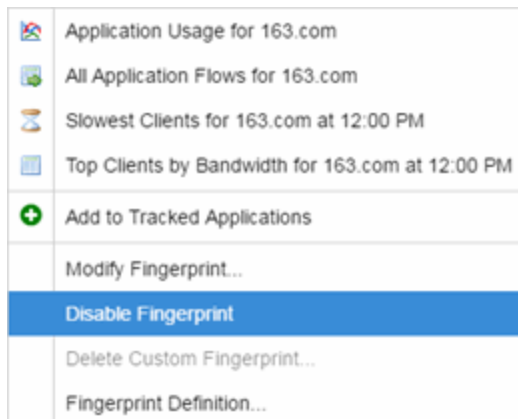 Application Usage for 163.com
All Application Flows for 163.com
Slowest Clients for 163.com at 12:00 PM
Top Clients by Bandwidth for 163.com at 12:00 PM
Add to Tracked Applications
Modify Fingerprint...
Disable Fingerprint
Delete Custom Fingerprint...
Fingerprint Definition...